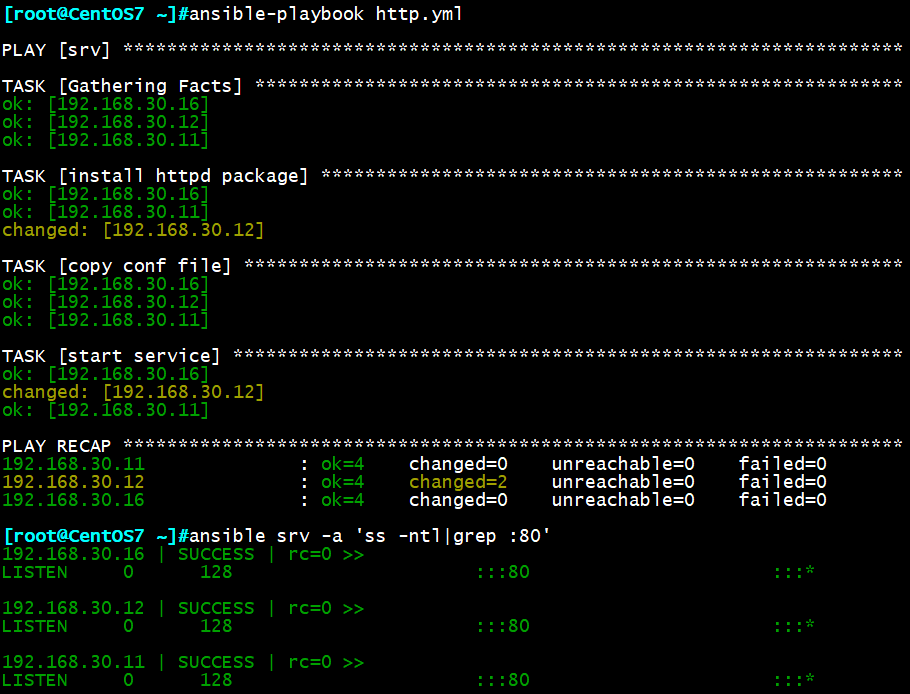 [root@CentOS7 ~]#ansible-playbook http.yml
PLAY [srv] ***********************************************************************
TASK [Gathering Facts] ***********************************************************
ok: [192.168.30.16]
ok: [192.168.30.12]
ok: [192.168.30.11]
TASK [install httpd package] *****************************************************
ok: [192.168.30.16]
ok: [192.168.30.11]
changed: [192.168.30.12]
TASK [copy conf file] ************************************************************
ok: [192.168.30.16]
ok: [192.168.30.12]
ok: [192.168.30.11]
TASK [start service] *************************************************************
ok: [192.168.30.16]
changed: [192.168.30.12]
ok: [192.168.30.11]
PLAY RECAP ***********************************************************************
192.168.30.11              : ok=4    changed=0    unreachable=0    failed=0
192.168.30.12              : ok=4    changed=2    unreachable=0    failed=0
192.168.30.16              : ok=4    changed=0    unreachable=0    failed=0
[root@CentOS7 ~]#ansible srv -a 'ss -ntl|grep :80'
192.168.30.16 | SUCCESS | rc=0 >>
LISTEN     0      128                      :::80                      :::*
192.168.30.12 | SUCCESS | rc=0 >>
LISTEN     0      128                      :::80                      :::*
192.168.30.11 | SUCCESS | rc=0 >>
LISTEN     0      128                      :::80                      :::*